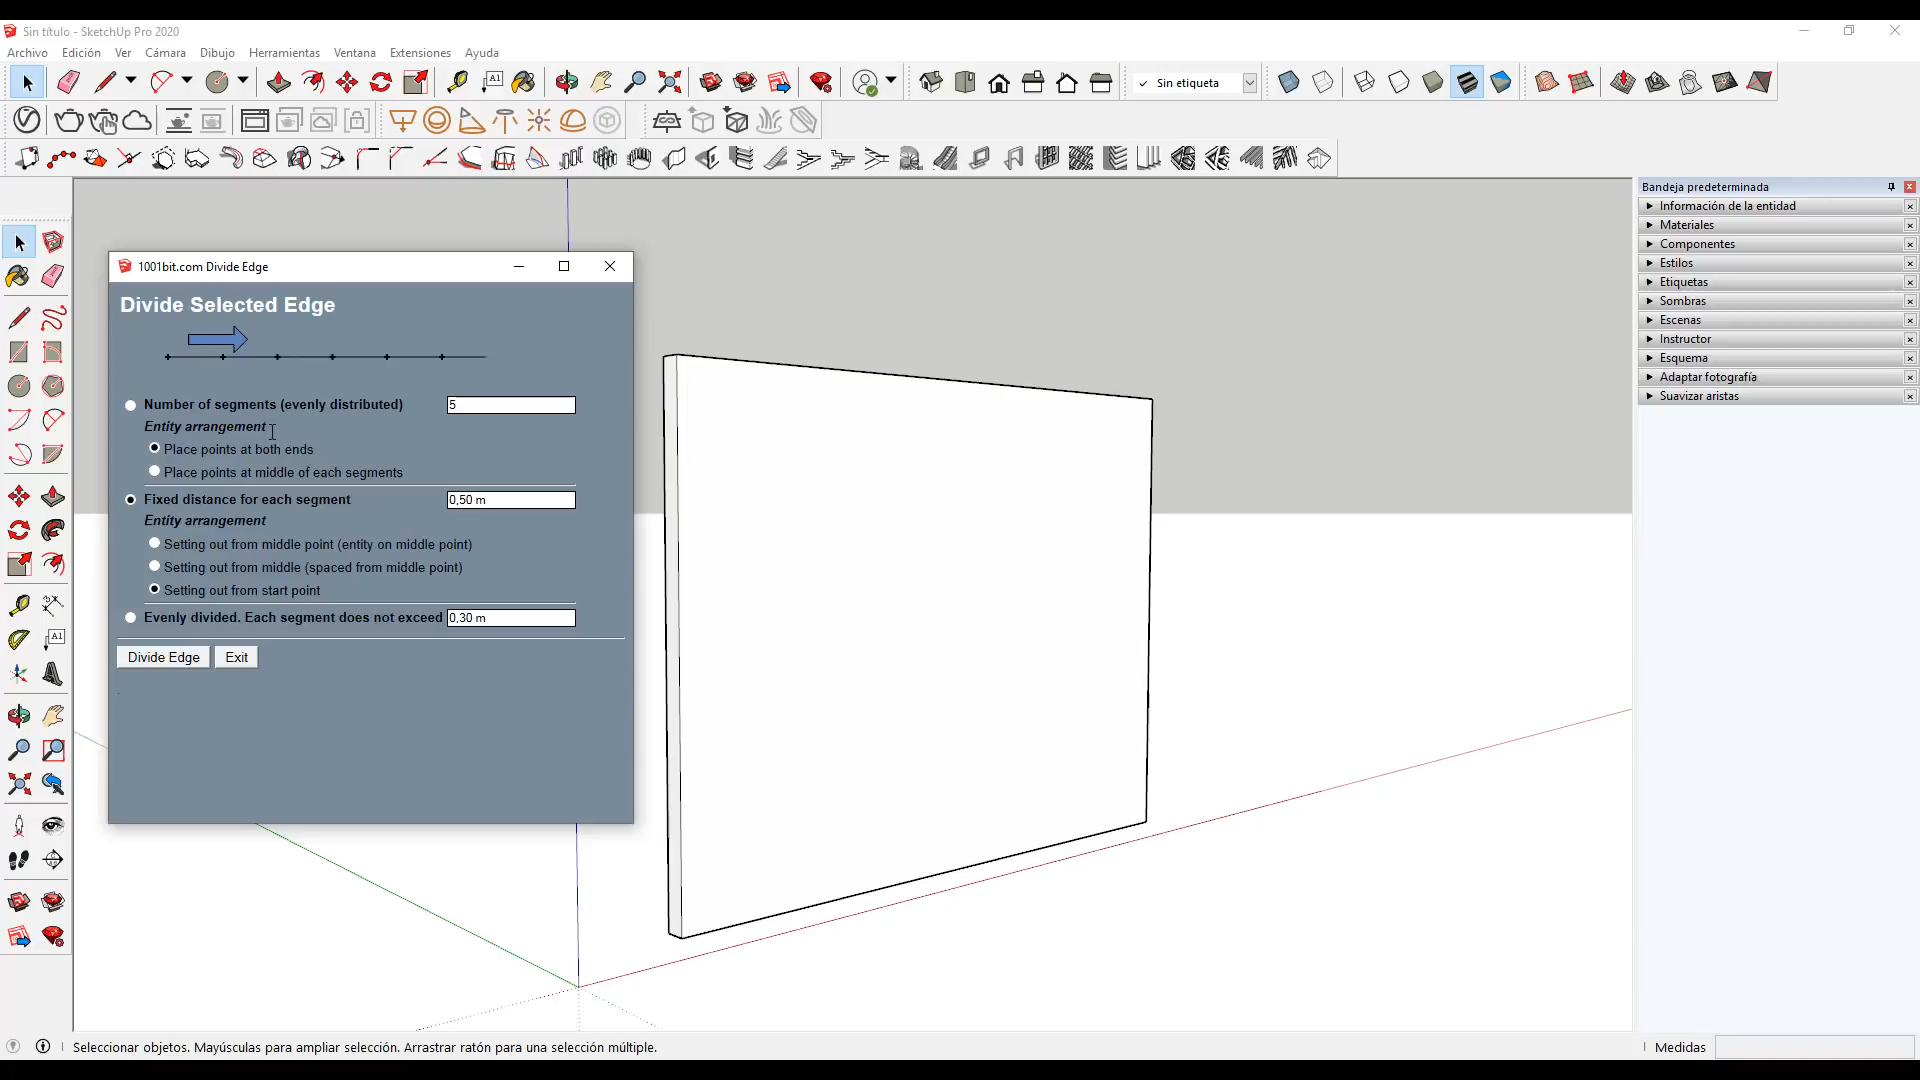 Sin título - SketchUp Pro 2020
Archivo Edición Ver Cámara Dibujo Herramientas Ventana Extensiones Ayuda
A1
Sin etiqueta
Bandeja predeterminada
Información de la entidad
Materiales
Componentes
Estilos
Etiquetas
Sombras
Escenas
Instructor
Esquema
Adaptar fotografía
Suavizar aristas
1001bit.com Divide Edge
Divide Selected Edge
Number of segments (evenly distributed) 5
Entity arrangement
Place points at both ends
Place points at middle of each segments
Fixed distance for each segment 0,50 m
Entity arrangement
Setting out from middle point (entity on middle point)
Setting out from middle (spaced from middle point)
Setting out from start point
Evenly divided. Each segment does not exceed 0,30 m
Divide Edge Exit
A1
Seleccionar objetos. Mayúsculas para ampliar selección. Arrastrar ratón para una selección múltiple.
Medidas